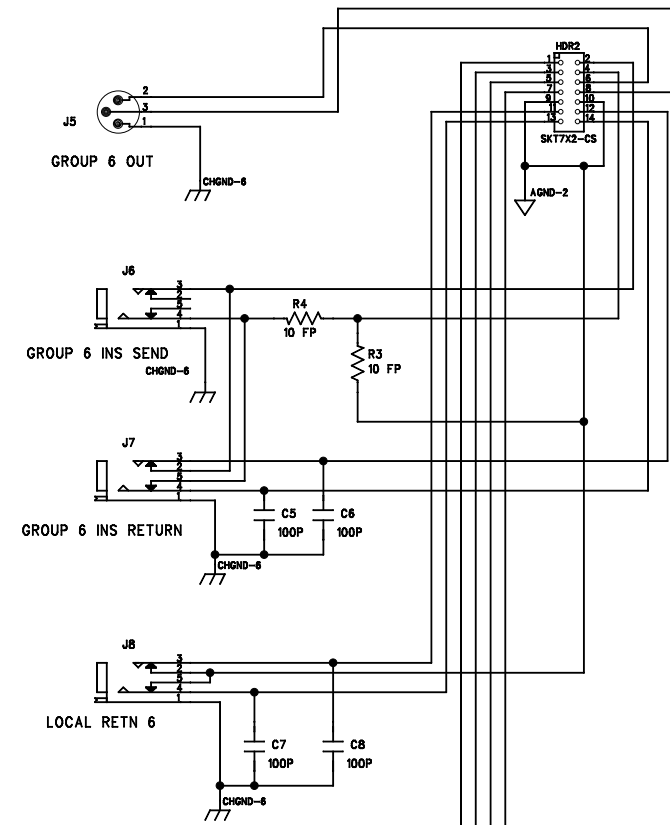 HDR2
1 2
3 4
5 6
7 8
9 10
11 12
13 14
SKT7X2-CS
AGND-2
J5
2
3
1
GROUP 6 OUT
CHGND-6
J6
3
2
5
4
1
R4
10 FP
R3
10 FP
GROUP 6 INS SEND
CHGND-6
J7
3
2
5
4
1
C5
100P
C6
100P
GROUP 6 INS RETURN
CHGND-6
J8
3
2
5
4
1
C7
100P
C8
100P
LOCAL RETN 6
CHGND-6